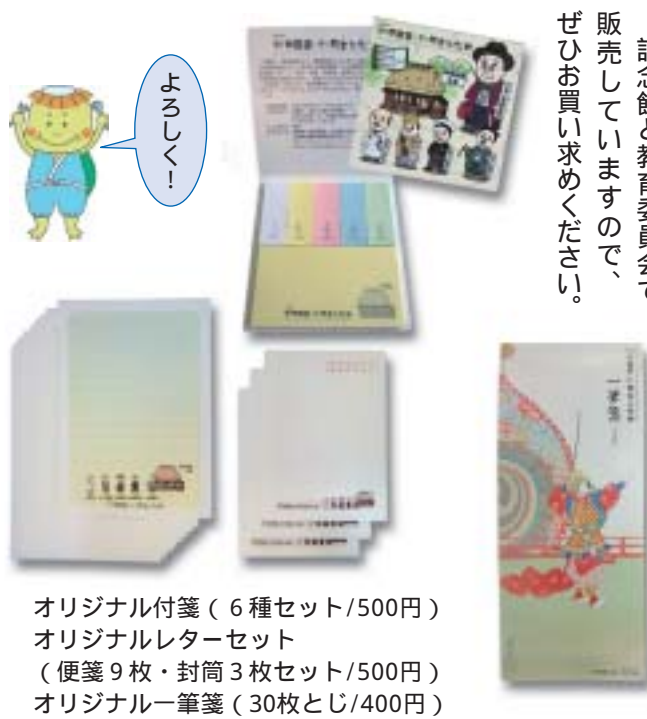 記念館と教育委員会で
販売していますので、
ぜひお買い求めください。
よろしく！
一筆箋
オリジナル付箋（６種セット/500円）
オリジナルレターセット
（便箋９枚・封筒３枚セット/500円）
オリジナル一筆箋（30枚とじ/400円）